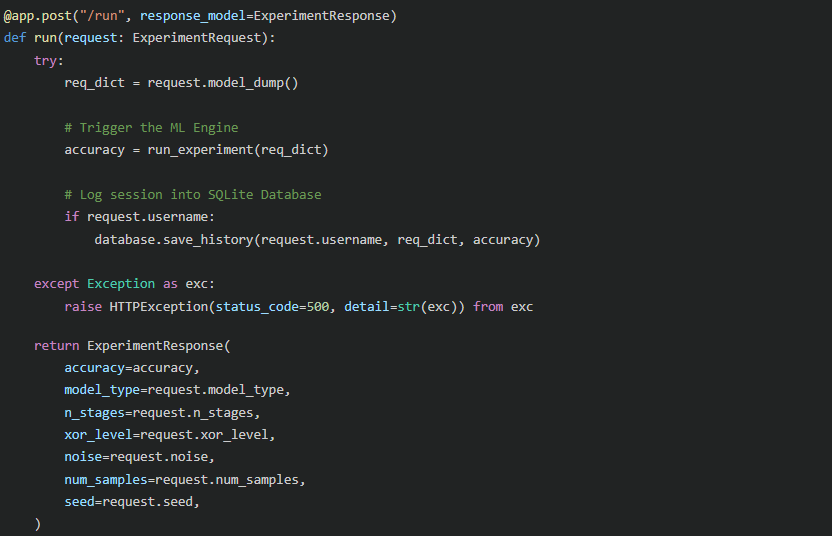 @app.post("/run", response_model=ExperimentResponse)
def run(request: ExperimentRequest):
    try:
        req_dict = request.model_dump()

        # Trigger the ML Engine
        accuracy = run_experiment(req_dict)

        # Log session into SQLite Database
        if request.username:
            database.save_history(request.username, req_dict, accuracy)

    except Exception as exc:
        raise HTTPException(status_code=500, detail=str(exc)) from exc

    return ExperimentResponse(
        accuracy=accuracy,
        model_type=request.model_type,
        n_stages=request.n_stages,
        xor_level=request.xor_level,
        noise=request.noise,
        num_samples=request.num_samples,
        seed=request.seed,
    )